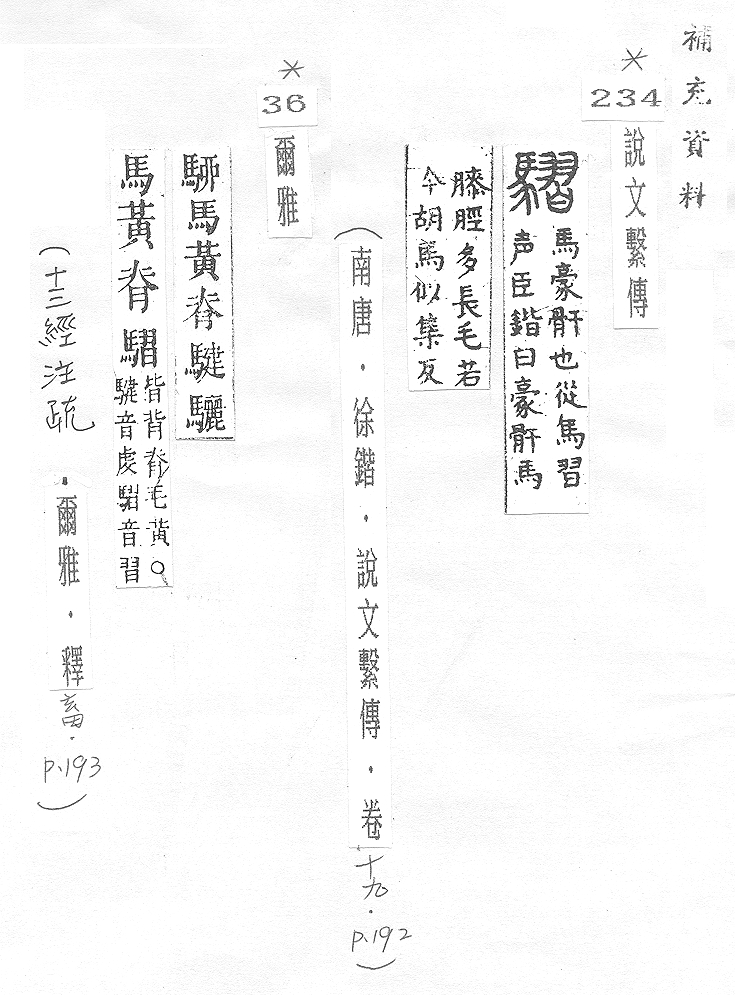 補充資料
*
234
說文繫傳
騽馬豪骭也從馬習
声臣鍇曰豪骭馬
膝脛多長毛若
今胡馬似集反
(南唐．徐鍇．說文繫傳．卷十九．P.192)
*
36
爾雅
騥馬黃脊騝驪
馬黃脊騽皆背脊毛黃○
騝音虔騽音習
(十三經注疏．爾雅．釋畜．P.193)